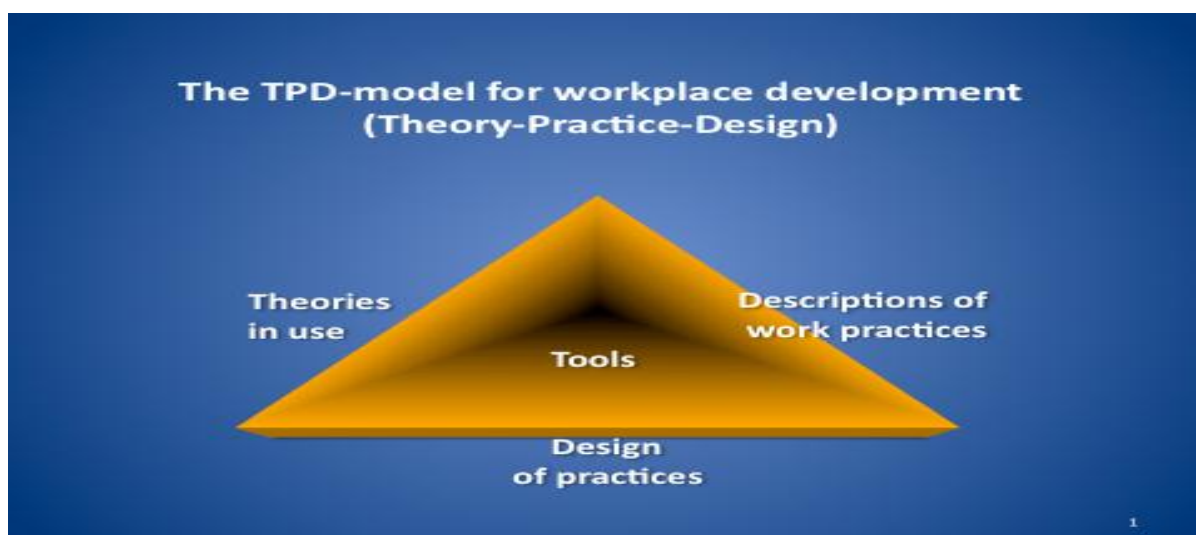 The TPD-model for workplace development
(Theory-Practice-Design)
Theories
in use
Descriptions of
work practices
Tools
Design
of practices
1